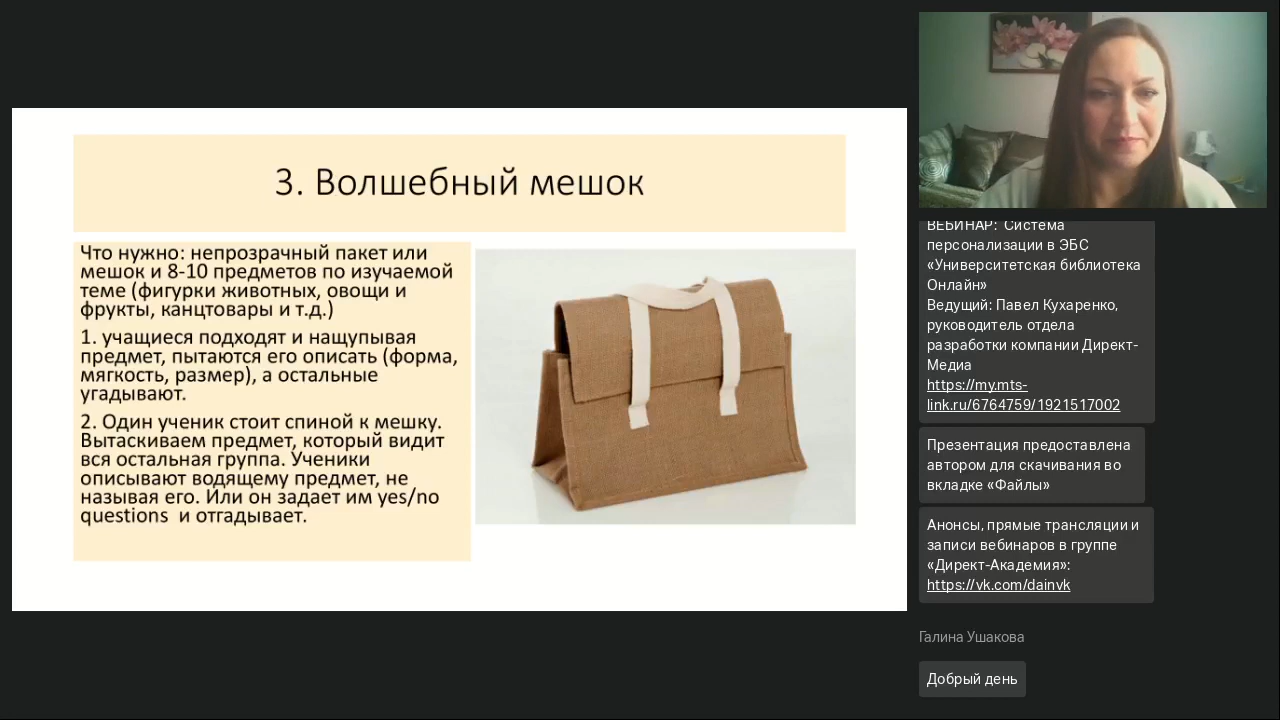 3. Волшебный мешок
Что нужно: непрозрачный пакет или
мешок и 8-10 предметов по изучаемой
теме (фигурки животных, овощи и
фрукты, канцтовары и т.д.)
1. учащиеся подходят и нащупывая
предмет, пытаются его описать (форма,
мягкость, размер), а остальные
угадывают.
2. Один ученик стоит спиной к мешку.
Вытаскиваем предмет, который видит
вся остальная группа. Ученики
описывают водящему предмет, не
называя его. Или он задает им yes/no
questions и отгадывает.
ВЕБИНАР: Система
персонализации в ЭБС
«Университетская библиотека
Онлайн»
Ведущий: Павел Кухаренко,
руководитель отдела
разработки компании Директ-
Медиа
https://my.mts-
link.ru/6764759/1921517002
Презентация предоставлена
автором для скачивания во
вкладке «Файлы»
Анонсы, прямые трансляции и
записи вебинаров в группе
«Директ-Академия»:
https://vk.com/dainvk
Галина Ушакова
Добрый день